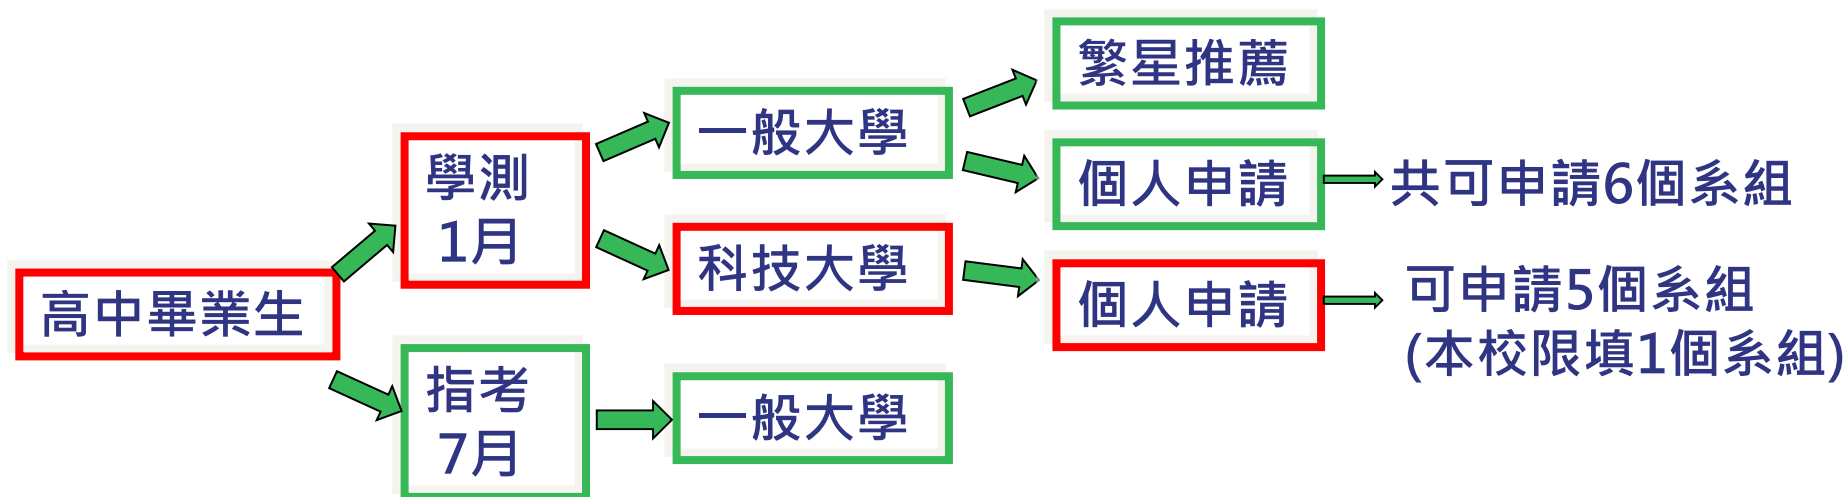 高中畢業生
學測
1月
指考
7月
一般大學
科技大學
一般大學
繁星推薦
個人申請
個人申請
共可申請6個系組
可申請5個系組
(本校限填1個系組)